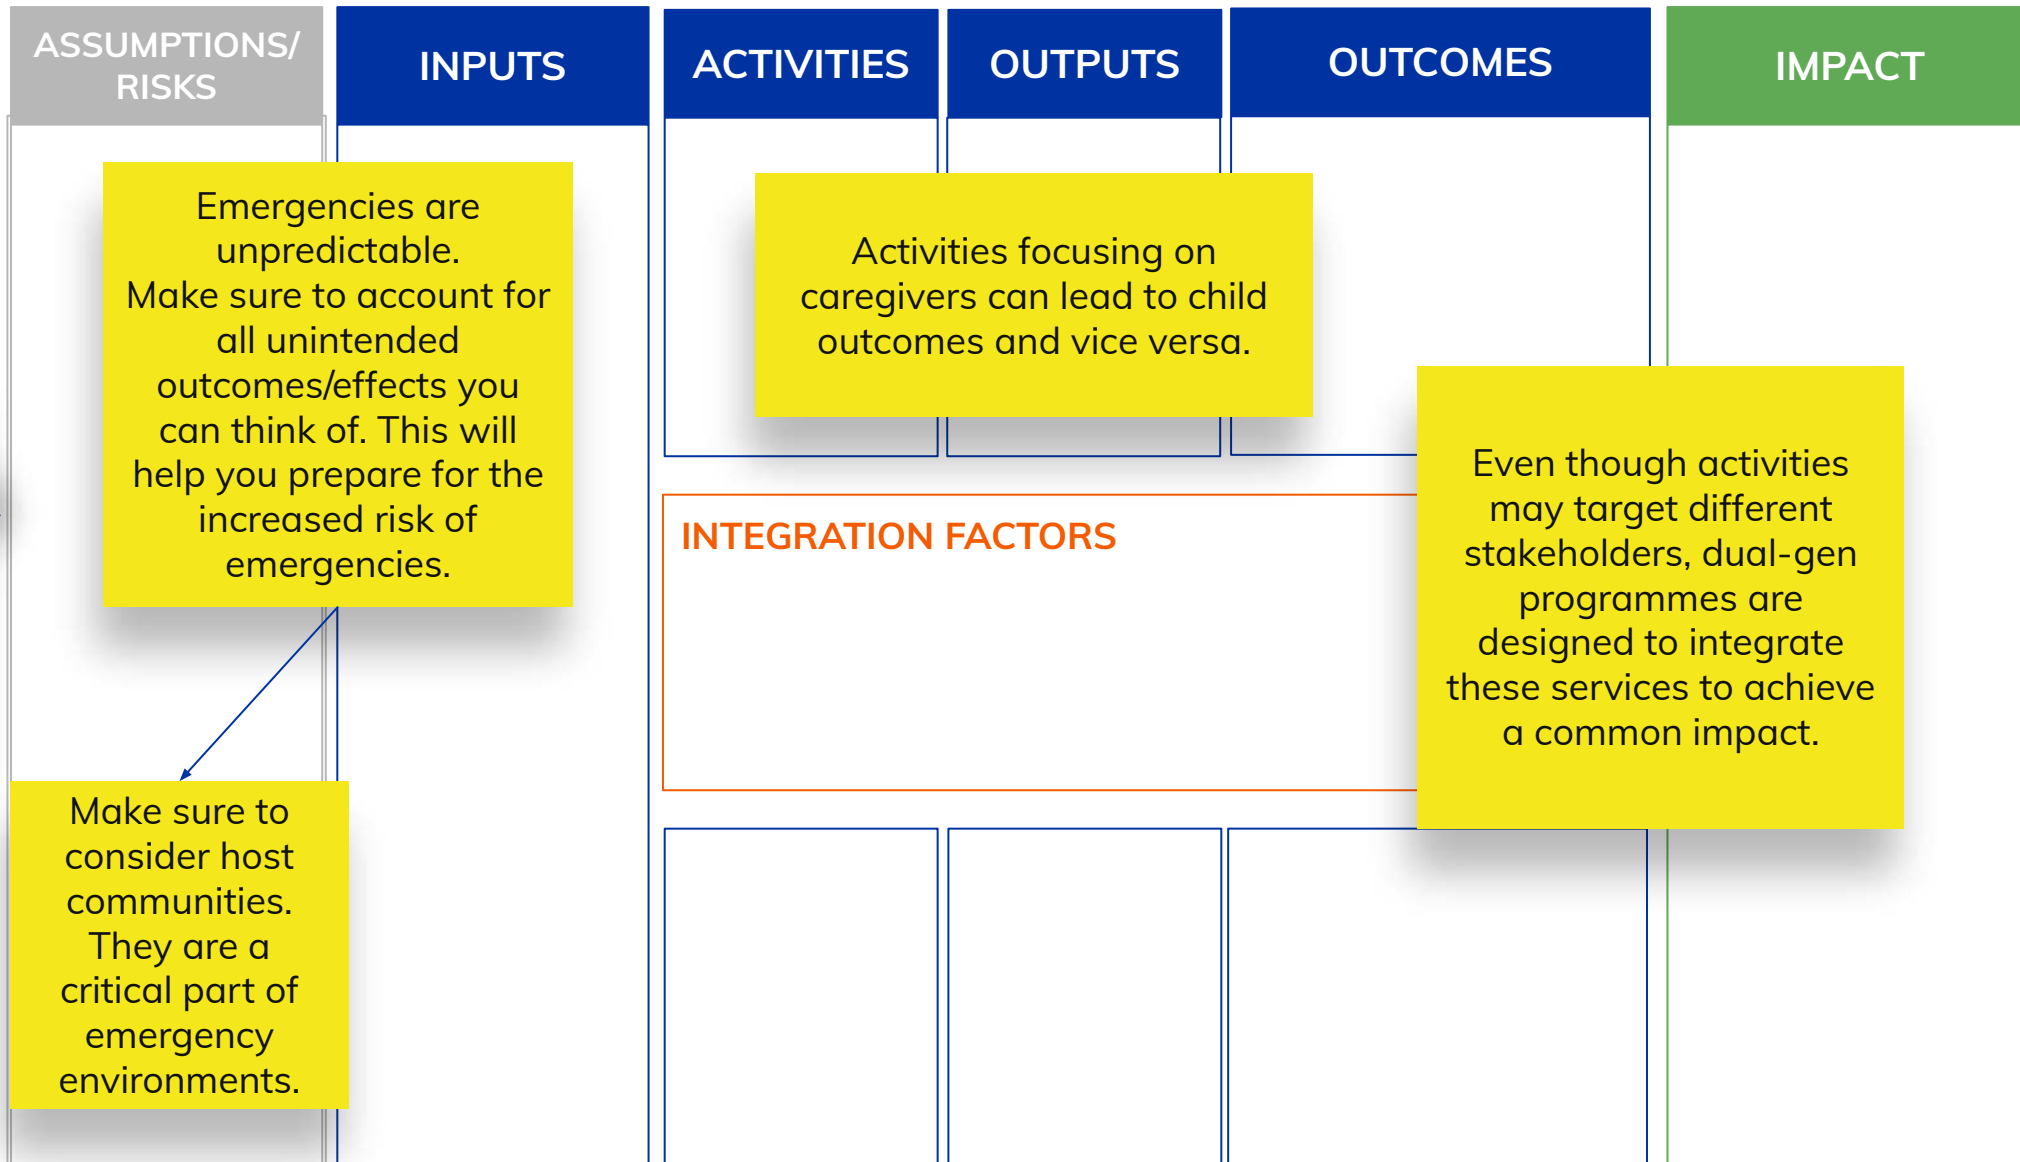 ASSUMPTIONS/
RISKS
INPUTS
ACTIVITIES
OUTPUTS
OUTCOMES
IMPACT
Emergencies are
unpredictable.
Make sure to account for
all unintended
outcomes/effects you
can think of. This will
help you prepare for the
increased risk of
emergencies.
Activities focusing on
caregivers can lead to child
outcomes and vice versa.
Even though activities
may target different
stakeholders, dual-gen
programmes are
designed to integrate
these services to achieve
a common impact.
INTEGRATION FACTORS
Make sure to
consider host
communities.
They are a
critical part of
emergency
environments.